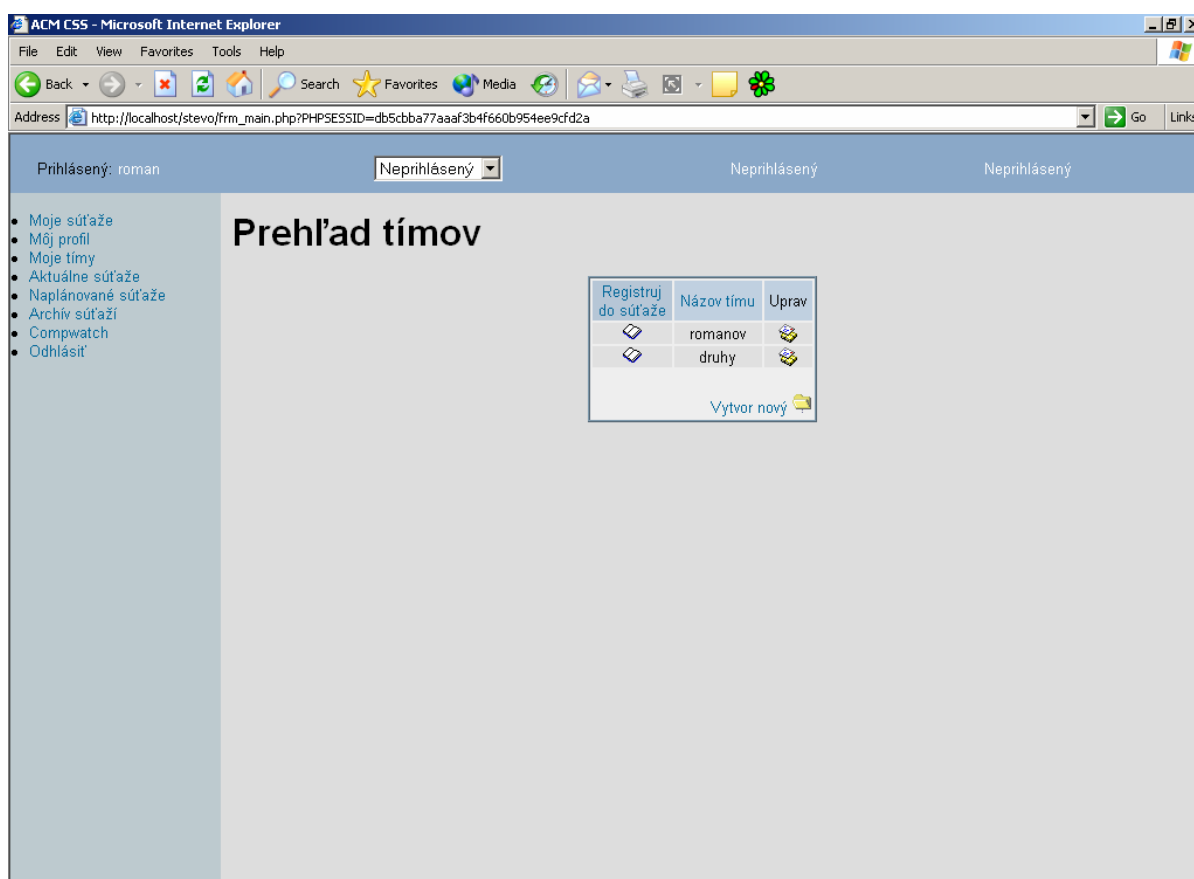 ACM CSS - Microsoft Internet Explorer
File Edit View Favorites Tools Help
Back Search Favorites Media
Address http://localhost/stevo/frm_main.php?PHPSESSID=db5cbba77aaaf3b4f660b954ee9cfd2a Go Links
Prihlásený: roman Neprihlásený Neprihlásený Neprihlásený
Moje súťaže
Môj profil
Moje tímy
Aktuálne súťaže
Naplánované súťaže
Archív súťaží
Compwatch
Odhlásiť
Prehľad tímov
Registruj do súťaže Názov tímu Uprav
romanov
druhy
Vytvor nový